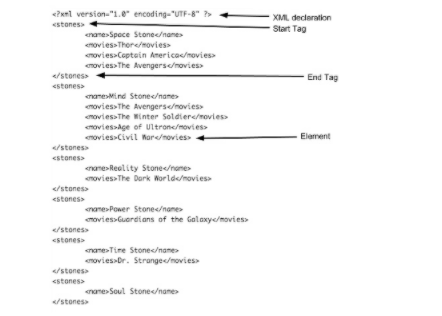 <?xml version="1.0" encoding="UTF-8" ?> XML declaration
<stones> Start Tag
<name>Space Stone</name>
<movies>Thor</movies>
<movies>Captain America</movies>
<movies>The Avengers</movies>
</stones> End Tag
<stones>
<name>Mind Stone</name>
<movies>The Avengers</movies>
<movies>The Winter Soldier</movies>
<movies>Age of Ultron</movies>
<movies>Civil War</movies> Element
</stones>
<stones>
<name>Reality Stone</name>
<movies>The Dark World</movies>
</stones>
<stones>
<name>Power Stone</name>
<movies>Guardians of the Galaxy</movies>
</stones>
<stones>
<name>Time Stone</name>
<movies>Dr. Strange</movies>
</stones>
<stones>
<name>Soul Stone</name>
</stones>